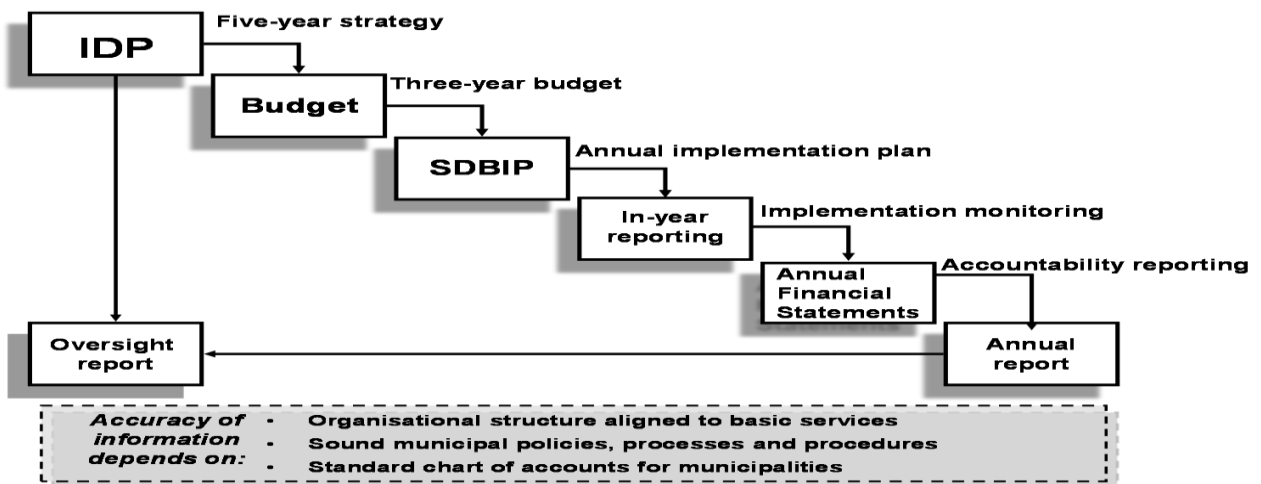 IDP
Five-year strategy
Budget
Three-year budget
SDBIP
Annual implementation plan
In-year
reporting
Implementation monitoring
Annual
Financial
Statements
Accountability reporting
Annual
report
Oversight
report
Accuracy of
information
depends on:
- Organisational structure aligned to basic services
- Sound municipal policies, processes and procedures
- Standard chart of accounts for municipalities